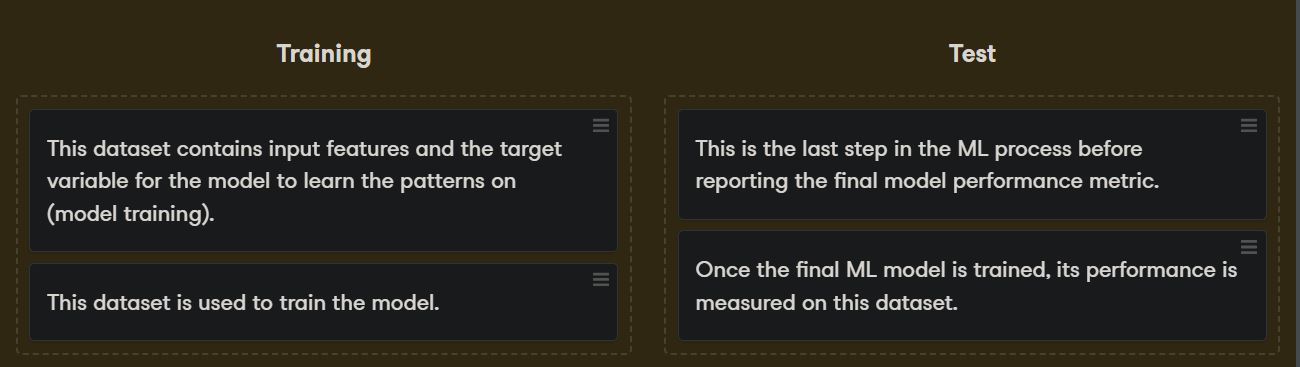 Training
This dataset contains input features and the target
variable for the model to learn the patterns on
(model training).
This dataset is used to train the model.
Test
This is the last step in the ML process before
reporting the final model performance metric.
Once the final ML model is trained, its performance is
measured on this dataset.